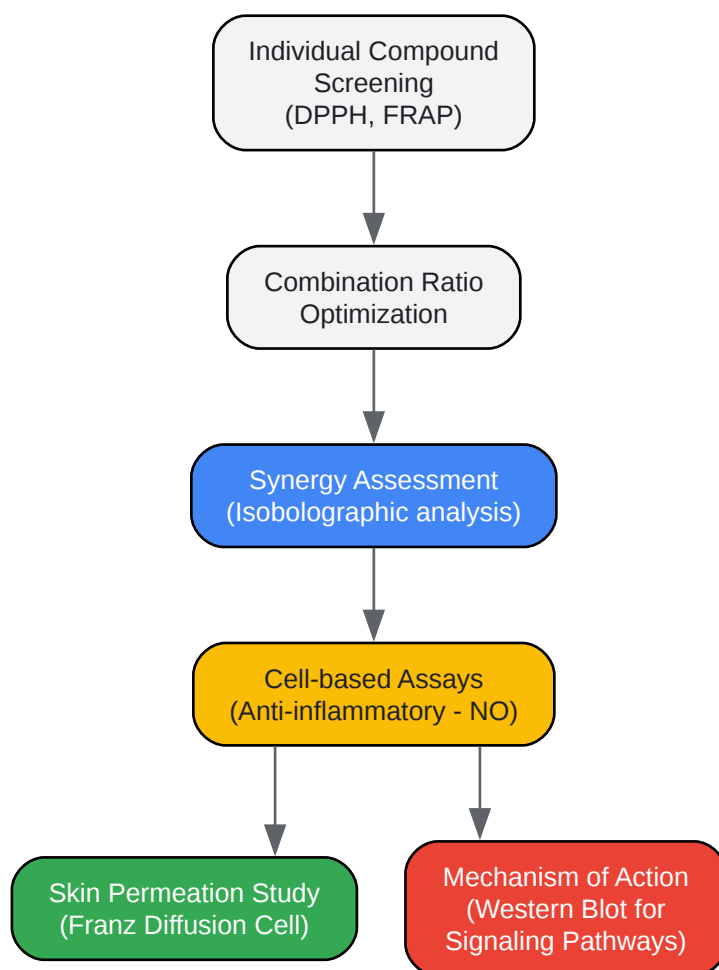 Individual Compound
Screening
(DPPH, FRAP)
Combination Ratio
Optimization
Synergy Assessment
(Isobolographic analysis)
Cell-based Assays
(Anti-inflammatory - NO)
Skin Permeation Study
(Franz Diffusion Cell)
Mechanism of Action
(Western Blot for
Signaling Pathways)